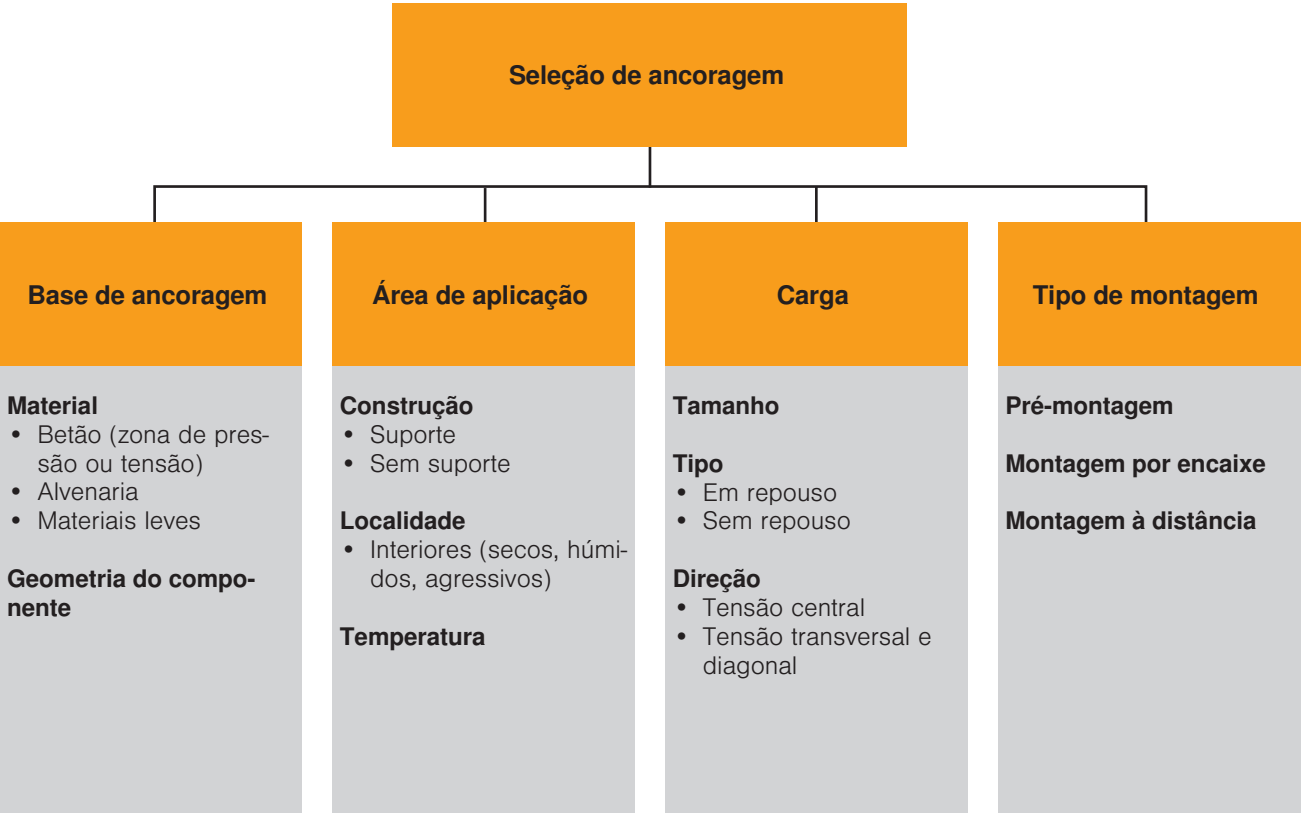 Seleção de ancoragem
Base de ancoragem
Material
• Betão (zona de pres-
são ou tensão)
• Alvenaria
• Materiais leves
Geometria do compo-
nente
Área de aplicação
Construção
• Suporte
• Sem suporte
Localidade
• Interiores (secos, húmi-
dos, agressivos)
Temperatura
Carga
Tamanho
Tipo
• Em repouso
• Sem repouso
Direção
• Tensão central
• Tensão transversal e
diagonal
Tipo de montagem
Pré-montagem
Montagem por encaixe
Montagem à distância